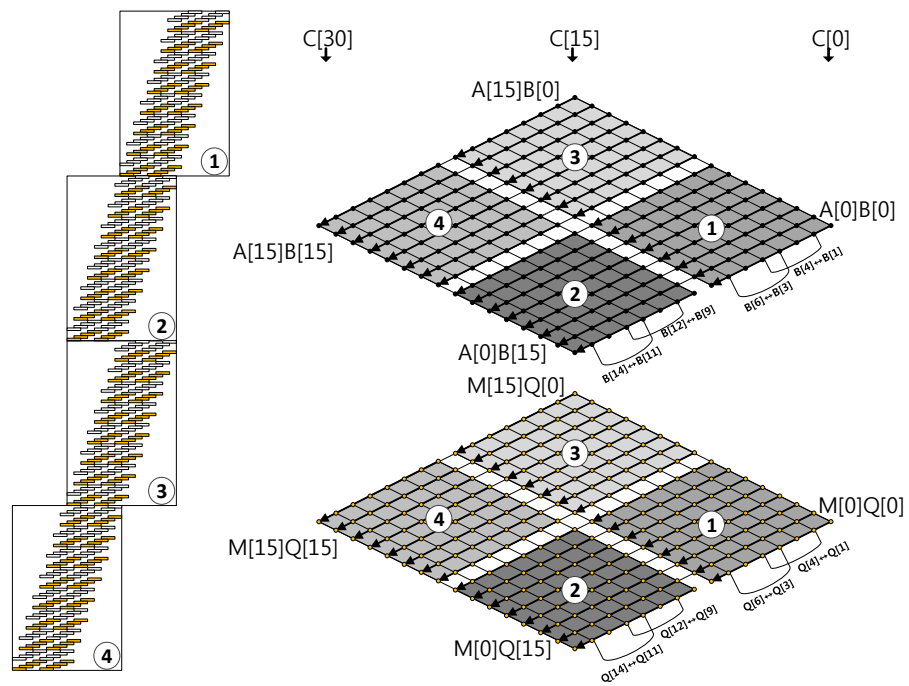 C[30] C[15] C[0]
A[15]B[0]
1
3
4
1
A[0]B[0]
A[15]B[15]
B[4]↔B[1]
B[6]↔B[3]
2
2
B[12]↔B[9]
A[0]B[15]
B[14]↔B[11]
M[15]Q[0]
3
3
4
1
M[0]Q[0]
M[15]Q[15]
Q[4]↔Q[1]
Q[6]↔Q[3]
2
Q[12]↔Q[9]
M[0]Q[15]
Q[14]↔Q[11]
4